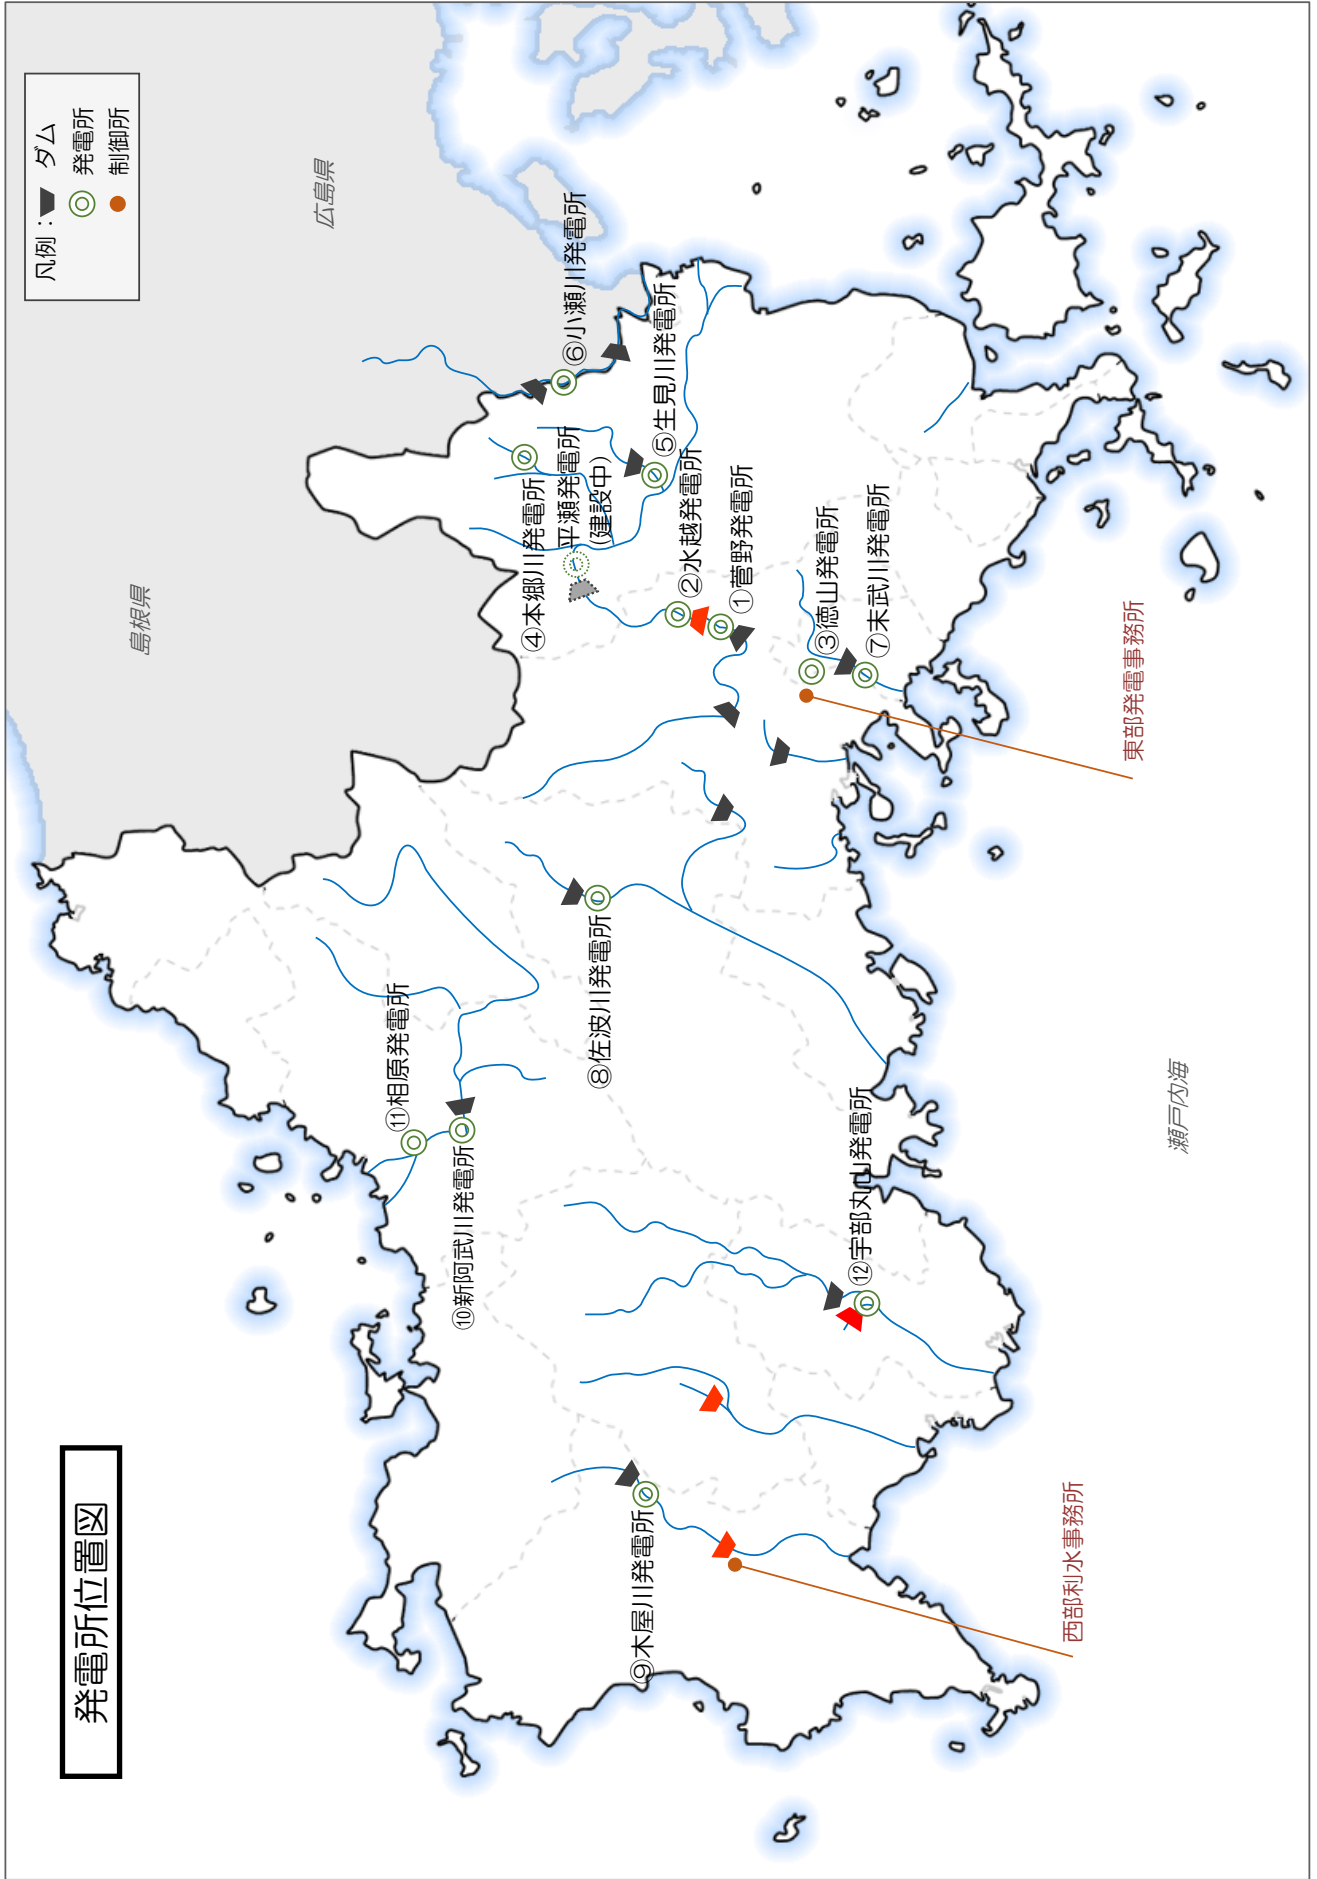 発電所位置図
凡例：ダム
発電所
制御所
島根県
広島県
瀬戸内海
①菅野発電所
②水越発電所
③徳山発電所
④本郷川発電所
平瀬発電所
(建設中)
⑤生見川発電所
⑥小瀬川発電所
⑦末武川発電所
⑧佐波川発電所
⑨木屋川発電所
⑩新阿武川発電所
⑪相原発電所
⑫宇部丸山発電所
東部発電事務所
西部利水事務所